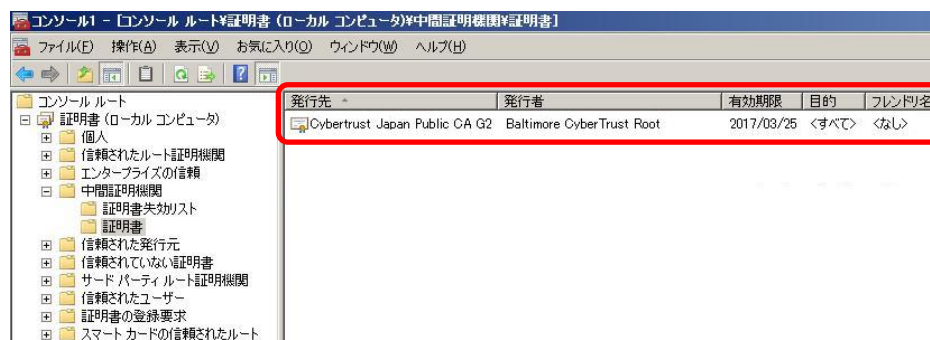 コンソール1 - [コンソール ルート¥証明書 (ローカル コンピュータ)¥中間証明機関¥証明書]
ファイル(F) 操作(A) 表示(V) お気に入り(O) ウィンドウ(W) ヘルプ(H)
コンソール ルート
証明書 (ローカル コンピュータ)
個人
信頼されたルート証明機関
エンタープライズの信頼
中間証明機関
証明書失効リスト
証明書
信頼された発行元
信頼されていない証明書
サード パーティ ルート証明機関
信頼されたユーザー
証明書の登録要求
スマート カードの信頼されたルート
発行先 発行者 有効期限 目的 フレンドリ名
Cybertrust Japan Public CA G2 Baltimore CyberTrust Root 2017/03/25 <すべて> <なし>